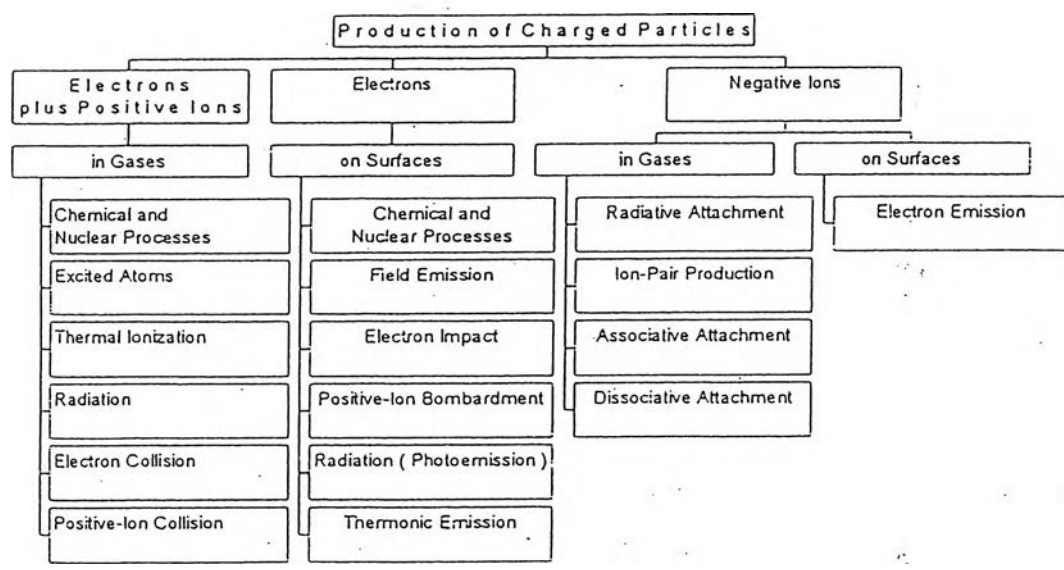 Production of Charged Particles
Electrons
plus Positive Ions
Electrons
Negative Ions
in Gases
on Surfaces
in Gases
on Surfaces
Chemical and
Nuclear Processes
Excited Atoms
Thermal Ionization
Radiation
Electron Collision
Positive-Ion Collision
Chemical and
Nuclear Processes
Field Emission
Electron Impact
Positive-Ion Bombardment
Radiation ( Photoemission )
Thermonic Emission
Radiative Attachment
Ion-Pair Production
Associative Attachment
Dissociative Attachment
Electron Emission